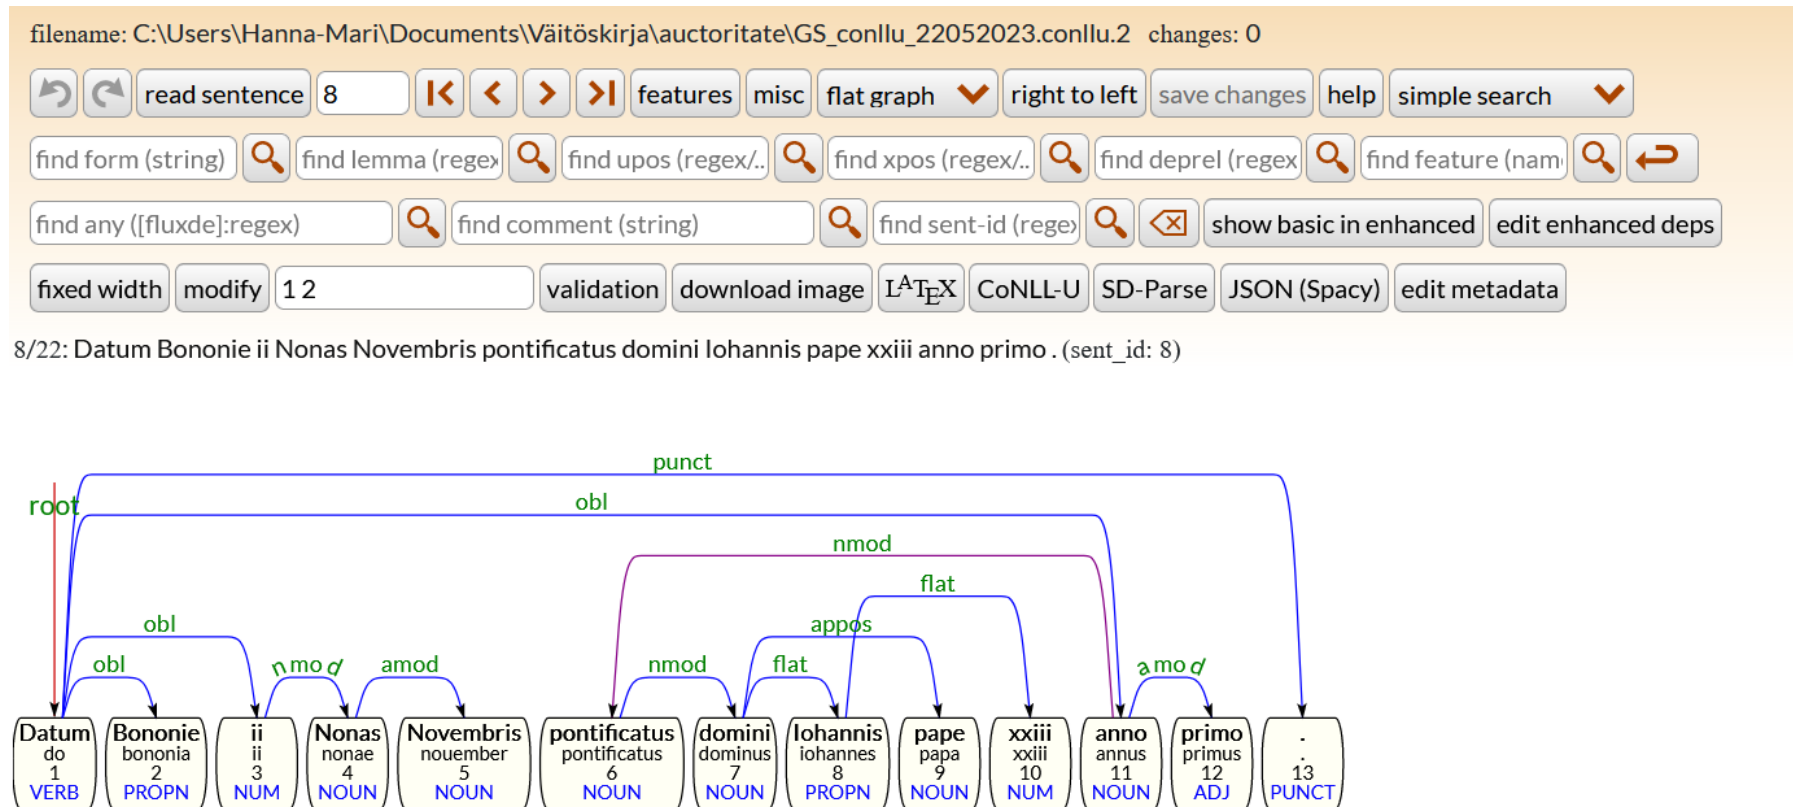 filename: C:\Users\Hanna-Mari\Documents\Väitöskirja\auctoritate\GS_conllu_22052023.conllu.2 changes: 0
read sentence 8 features misc flat graph right to left save changes help simple search
find form (string) find lemma (regex find upos (regex/.. find xpos (regex/.. find deprel (regex find feature (nam
find any ([fluxde]:regex) find comment (string) find sent-id (regex) show basic in enhanced edit enhanced deps
fixed width modify 1 2 validation download image LATEX CoNLL-U SD-Parse JSON (Spacy) edit metadata
8/22: Datum Bononie ii Nonas Novembris pontificatus domini Iohannis pape xxiii anno primo . (sent_id: 8)
punct
root obl
nmod
flat
obl appos
obl nmod amod nmod flat amod
Datum Bononie ii Nonas Novembris pontificatus domini Iohannis pape xxiii anno primo .
do bononia ii nonae nouember pontificatus dominus iohannes papa xxiii annus primus .
1 2 3 4 5 6 7 8 9 10 11 12 13
VERB PROPN NUM NOUN NOUN NOUN NOUN PROPN NOUN NUM NOUN ADJ PUNCT